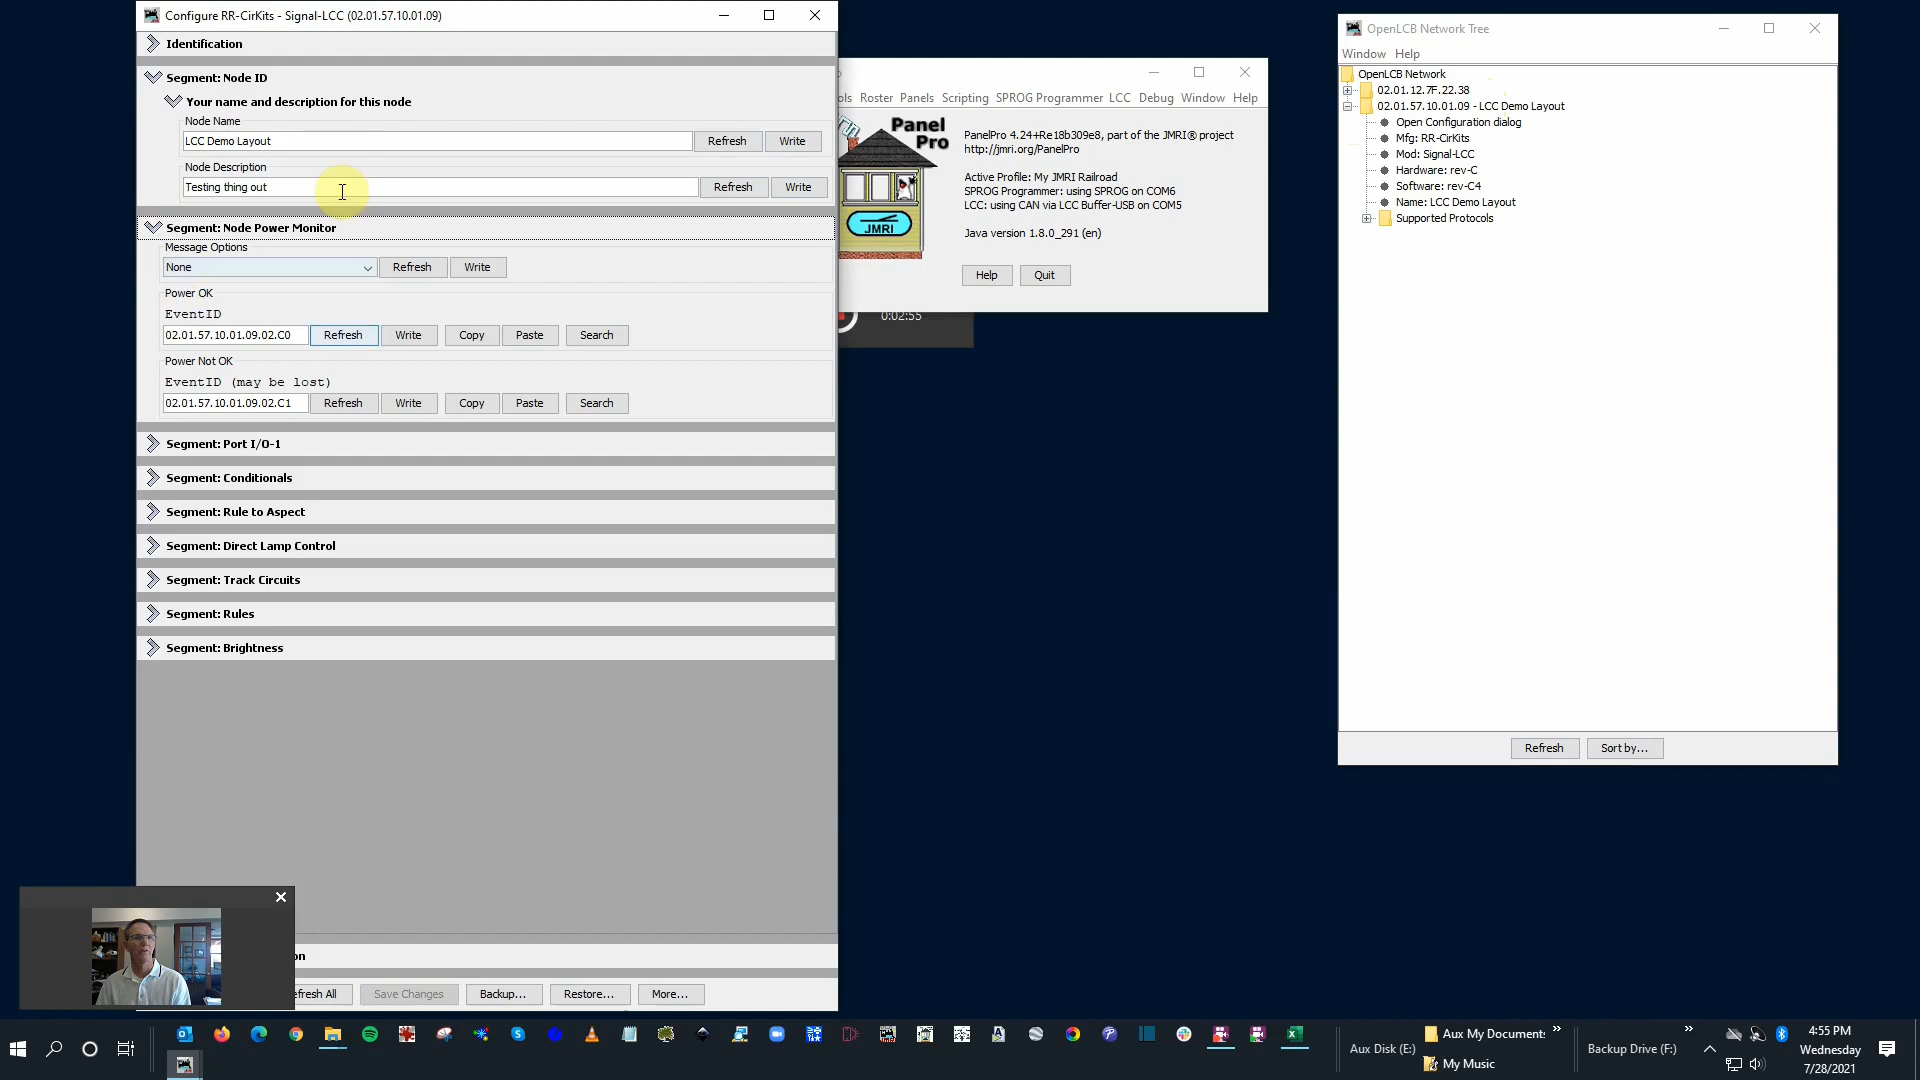 Configure RR-CirKits - Signal-LCC (02.01.57.10.01.09)
Identification
Segment: Node ID
Your name and description for this node
Node Name
LCC Demo Layout
Refresh
Write
Node Description
Testing thing out
Refresh
Write
Segment: Node Power Monitor
Message Options
None
Refresh
Write
Power OK
EventID
02.01.57.10.01.09.02.C0
Refresh
Write
Copy
Paste
Search
Power Not OK
EventID (may be lost)
02.01.57.10.01.09.02.C1
Refresh
Write
Copy
Paste
Search
Segment: Port I/O-1
Segment: Conditionals
Segment: Rule to Aspect
Segment: Direct Lamp Control
Segment: Track Circuits
Segment: Rules
Segment: Brightness
on
efresh All
Save Changes
Backup...
Restore...
More...
ols Roster Panels Scripting SPROG Programmer LCC Debug Window Help
Panel
Pro
JMRI
PanelPro 4.24+Re18b309e8, part of the JMRI® project
http://jmri.org/PanelPro
Active Profile: My JMRI Railroad
SPROG Programmer: using SPROG on COM6
LCC: using CAN via LCC Buffer-USB on COM5
Java version 1.8.0_291 (en)
Help
Quit
0:02:55
OpenLCB Network Tree
Window Help
OpenLCB Network
02.01.12.7F.22.38
02.01.57.10.01.09 - LCC Demo Layout
Open Configuration dialog
Mfg: RR-CirKits
Mod: Signal-LCC
Hardware: rev-C
Software: rev-C4
Name: LCC Demo Layout
Supported Protocols
Refresh
Sort by...
Aux Disk (E:)
Aux My Documents
My Music
Backup Drive (F:)
4:55 PM
Wednesday
7/28/2021